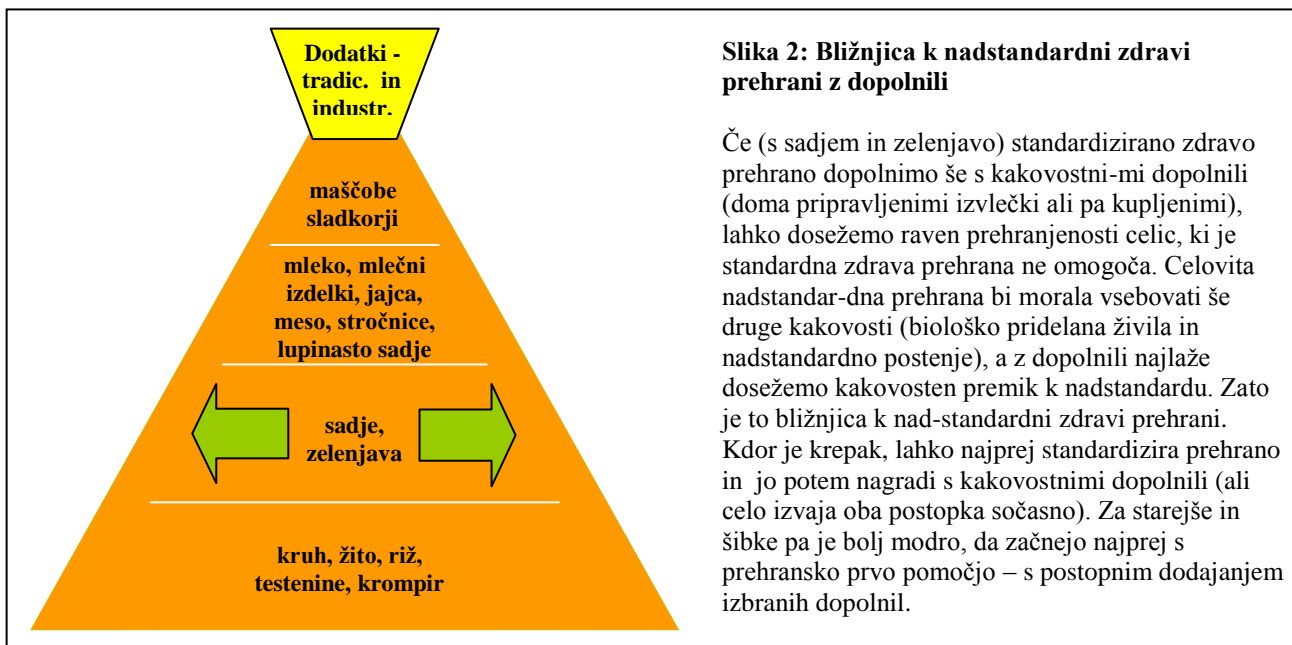 Dodatki -
tradic. in
industr.
maščobe
sladkorji
mleko, mlečni
izdelki, jajca,
meso, stročnice,
lupinasto sadje
sadje,
zelenjava
kruh, žito, riž,
testenine, krompir
Slika 2: Bližnjica k nadstandardni zdravi
prehrani z dopolnili
Če (s sadjem in zelenjavo) standardizirano zdravo
prehrano dopolnimo še s kakovostni-mi dopolnili
(doma pripravljenimi izvlečki ali pa kupljenimi),
lahko dosežemo raven prehranjenosti celic, ki je
standardna zdrava prehrana ne omogoča. Celovita
nadstandar-dna prehrana bi morala vsebovati še
druge kakovosti (biološko pridelana živila in
nadstandardno postenje), a z dopolnili najlaže
dosežemo kakovosten premik k nadstandardu. Zato
je to bližnjica k nad-standardni zdravi prehrani.
Kdor je krepak, lahko najprej standardizira prehrano
in jo potem nagradi s kakovostnimi dopolnili (ali
celo izvaja oba postopka sočasno). Za starejše in
šibke pa je bolj modro, da začnejo najprej s
prehransko prvo pomočjo – s postopnim dodajanjem
izbranih dopolnil.